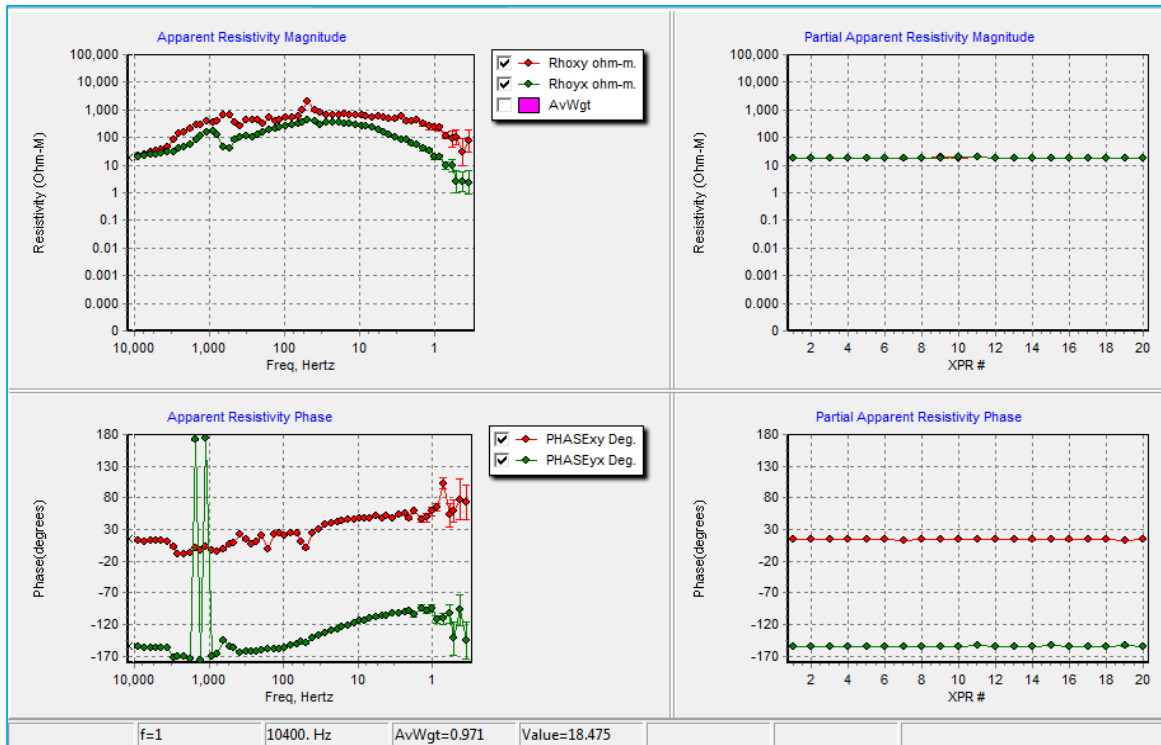 Apparent Resistivity Magnitude
100,000
10,000
1,000
100
10
1
0.1
0.01
0.001
0.000
0
Resistivity (Ohm-M)
10,000 1,000 100 10 1
Freq, Hertz
Rhoxy ohm-m.
Rhoyx ohm-m.
AvWgt
Partial Apparent Resistivity Magnitude
100,000
10,000
1,000
100
10
1
0.1
0.01
0.001
0.000
0
Resistivity (Ohm-M)
2 4 6 8 10 12 14 16 18 20
XPR #
Apparent Resistivity Phase
180
130
80
30
-20
-70
-120
-170
Phase(degrees)
10,000 1,000 100 10 1
Freq, Hertz
PHASExy Deg.
PHASEyx Deg.
Partial Apparent Resistivity Phase
180
130
80
30
-20
-70
-120
-170
Phase(degrees)
2 4 6 8 10 12 14 16 18 20
XPR #
f=1 10400. Hz AvWgt=0.971 Value=18.475